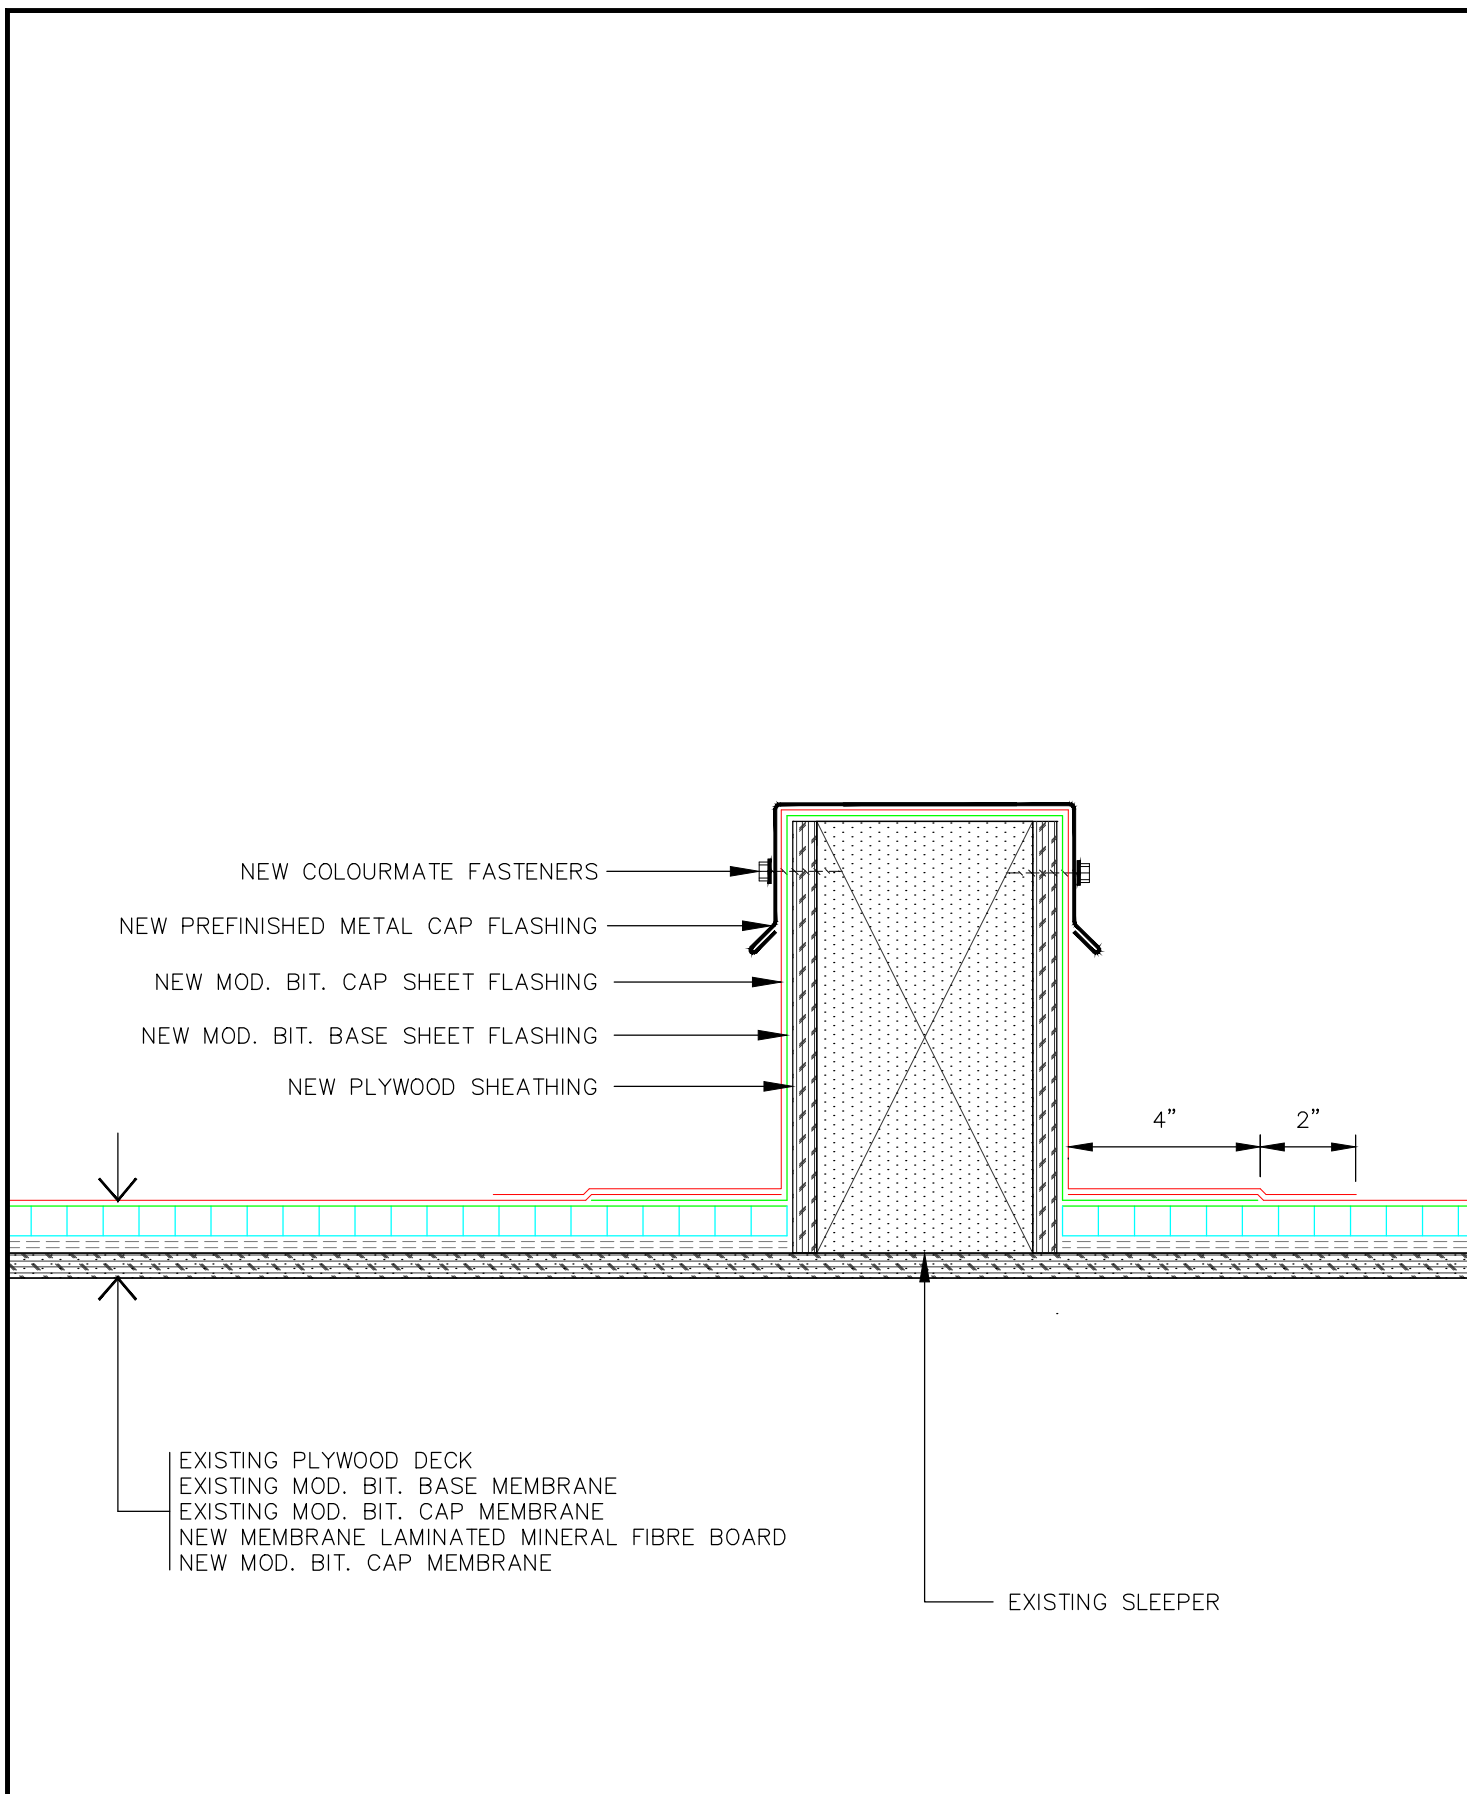 NEW COLOURMATE FASTENERS
NEW PREFINISHED METAL CAP FLASHING
NEW MOD. BIT. CAP SHEET FLASHING
NEW MOD. BIT. BASE SHEET FLASHING
NEW PLYWOOD SHEATHING
4” 2”
EXISTING PLYWOOD DECK
EXISTING MOD. BIT. BASE MEMBRANE
EXISTING MOD. BIT. CAP MEMBRANE
NEW MEMBRANE LAMINATED MINERAL FIBRE BOARD
NEW MOD. BIT. CAP MEMBRANE
EXISTING SLEEPER